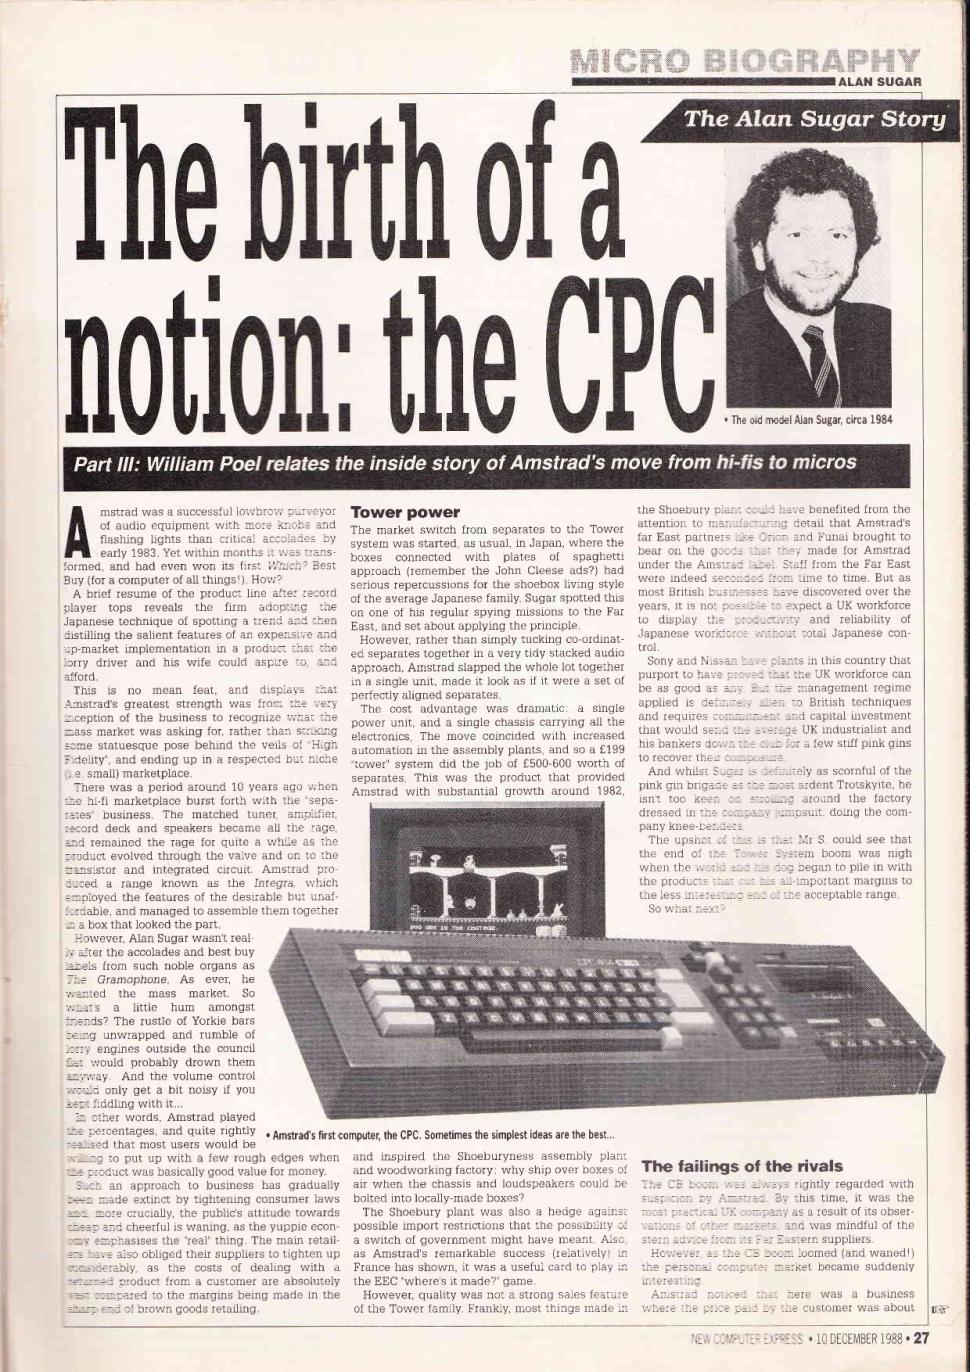 MICRO BIOGRAPHY
ALAN SUGAR
The Alan Sugar Story
The birth of a
notion: the CPC
• The old model Alan Sugar, circa 1984
Part III: William Poel relates the inside story of Amstrad's move from hi-fis to micros
Amstrad was a successful lowbrow purveyor
of audio equipment with more knobs and
flashing lights than critical accolades by
early 1983. Yet within months it was trans-
formed, and had even won its first Which? Best
Buy (for a computer of all things!). How?
A brief resume of the product line after record
player tops reveals the firm adopting the
Japanese technique of spotting a trend and then
distilling the salient features of an expensive and
up-market implementation in a product that the
lorry driver and his wife could aspire to, and
afford.
This is no mean feat, and displays that
Amstrad's greatest strength was from the very
inception of the business to recognize what the
mass market was asking for, rather than striking
some statuesque pose behind the veils of "High
Fidelity", and ending up in a respected but niche
(i.e. small) marketplace.
There was a period around 10 years ago when
the hi-fi marketplace burst forth with the "sepa-
rates" business. The matched tuner, amplifier,
record deck and speakers became all the rage,
and remained the rage for quite a while as the
product evolved through the valve and on to the
transistor and integrated circuit. Amstrad pro-
duced a range known as the Integra, which
employed the features of the desirable but unaf-
fordable, and managed to assemble them together
in a box that looked the part.
However, Alan Sugar wasn't real-
ly after the accolades and best buy
labels from such noble organs as
The Gramophone. As ever, he
wanted the mass market. So
what's a little hum amongst
friends? The rustle of Yorkie bars
being unwrapped and rumble of
lorry engines outside the council
flat would probably drown them
anyway. And the volume control
would only get a bit noisy if you
kept fiddling with it...
In other words, Amstrad played
the percentages, and quite rightly
realised that most users would be
willing to put up with a few rough edges when
the product was basically good value for money.
Such an approach to business has gradually
been made extinct by tightening consumer laws
and, more crucially, the public's attitude towards
cheap and cheerful is waning, as the yuppie econ-
omy emphasises the "real" thing. The main retail-
ers have also obliged their suppliers to tighten up
considerably, as the costs of dealing with a
returned product from a customer are absolutely
vast compared to the margins being made in the
sharp end of brown goods retailing.
Tower power
The market switch from separates to the Tower
system was started, as usual, in Japan, where the
boxes connected with plates of spaghetti
approach (remember the John Cleese ads?) had
serious repercussions for the shoebox living style
of the average Japanese family. Sugar spotted this
on one of his regular spying missions to the Far
East, and set about applying the principle.
However, rather than simply tucking co-ordinat-
ed separates together in a very tidy stacked audio
approach, Amstrad slapped the whole lot together
in a single unit, made it look as if it were a set of
perfectly aligned separates.
The cost advantage was dramatic: a single
power unit, and a single chassis carrying all the
electronics. The move coincided with increased
automation in the assembly plants, and so a £199
"tower" system did the job of £500-600 worth of
separates. This was the product that provided
Amstrad with substantial growth around 1982,
• Amstrad's first computer, the CPC. Sometimes the simplest ideas are the best...
and inspired the Shoeburyness assembly plant
and woodworking factory: why ship over boxes of
air when the chassis and loudspeakers could be
bolted into locally-made boxes?
The Shoebury plant was also a hedge against
possible import restrictions that the possibility of
a switch of government might have meant. Also,
as Amstrad's remarkable success (relatively) in
France has shown, it was a useful card to play in
the EEC "where's it made?" game.
However, quality was not a strong sales feature
of the Tower family. Frankly, most things made in
the Shoebury plant could have benefited from the
attention to manufacturing detail that Amstrad's
far East partners like Orion and Funai brought to
bear on the goods that they made for Amstrad
under the Amstrad label. Staff from the Far East
were indeed seconded from time to time. But as
most British businesses have discovered over the
years, it is not possible to expect a UK workforce
to display the productivity and reliability of
Japanese workforce without total Japanese con-
trol.
Sony and Nissan have plants in this country that
purport to have proved that the UK workforce can
be as good as any. But the management regime
applied is definitely alien to British techniques
and requires commitment and capital investment
that would send the average UK industrialist and
his bankers down the club for a few stiff pink gins
to recover their composure.
And whilst Sugar is definitely as scornful of the
pink gin brigade as the most ardent Trotskyite, he
isn't too keen on strolling around the factory
dressed in the company jumpsuit, doing the com-
pany knee-benders.
The upshot of this is that Mr S. could see that
the end of the Tower System boom was nigh
when the world and his dog began to pile in with
the products that cut his all-important margins to
the less interesting end of the acceptable range.
So what next?
The failings of the rivals
The CB boom was always rightly regarded with
suspicion by Amstrad. By this time, it was the
most practical UK company as a result of its obser-
vations of other markets, and was mindful of the
stern advice from its Far Eastern suppliers.
However, as the CB boom loomed (and waned!)
the personal computer market became suddenly
interesting.
Amstrad noticed that here was a business
where the price paid by the customer was about
NEW COMPUTER EXPRESS • 10 DECEMBER 1988 • 27